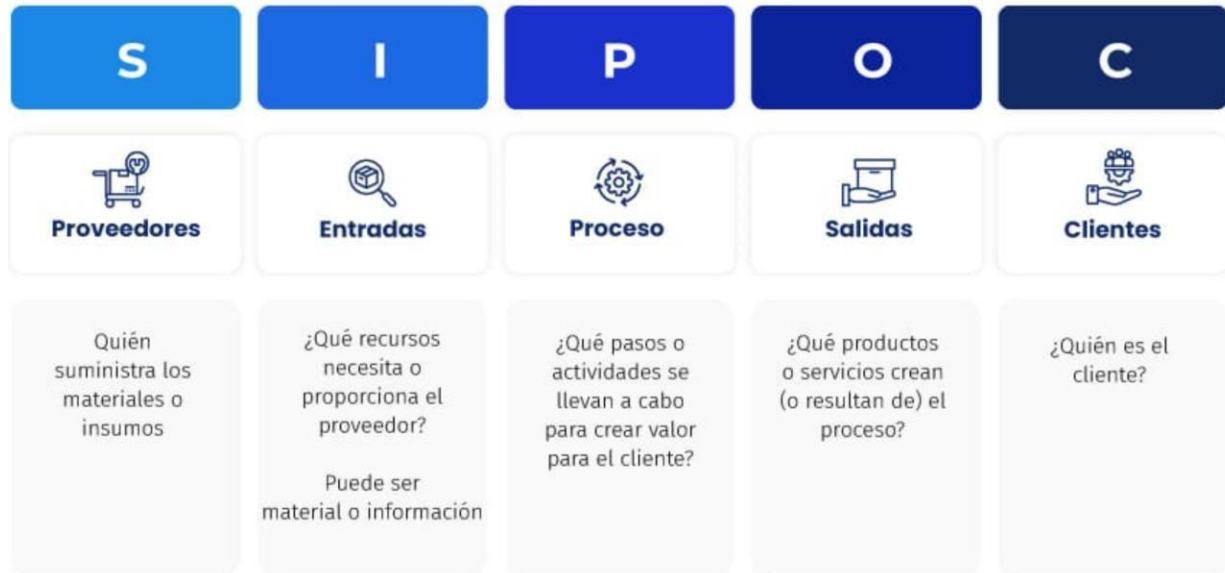 S
I
P
O
C
Proveedores
Entradas
Proceso
Salidas
Clientes
Quién
suministra los
materiales o
insumos
¿Qué recursos
necesita o
proporciona el
proveedor?
Puede ser
material o información
¿Qué pasos o
actividades se
llevan a cabo
para crear valor
para el cliente?
¿Qué productos
o servicios crean
(o resultan de) el
proceso?
¿Quién es el
cliente?